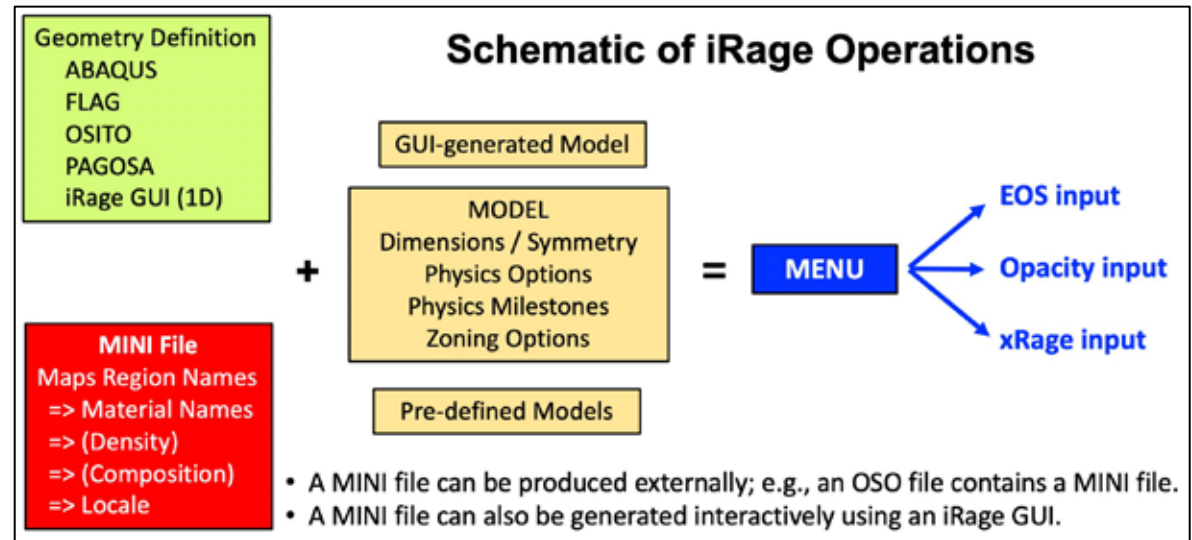 Schematic of iRage Operations
Geometry Definition
ABAQUS
FLAG
OSITO
PAGOSA
iRage GUI (1D)
MINI File
Maps Region Names
=> Material Names
=> (Density)
=> (Composition)
=> Locale
+
GUI-generated Model
MODEL
Dimensions / Symmetry
Physics Options
Physics Milestones
Zoning Options
Pre-defined Models
=
MENU
EOS input
Opacity input
xRage input
• A MINI file can be produced externally; e.g., an OSO file contains a MINI file.
• A MINI file can also be generated interactively using an iRage GUI.